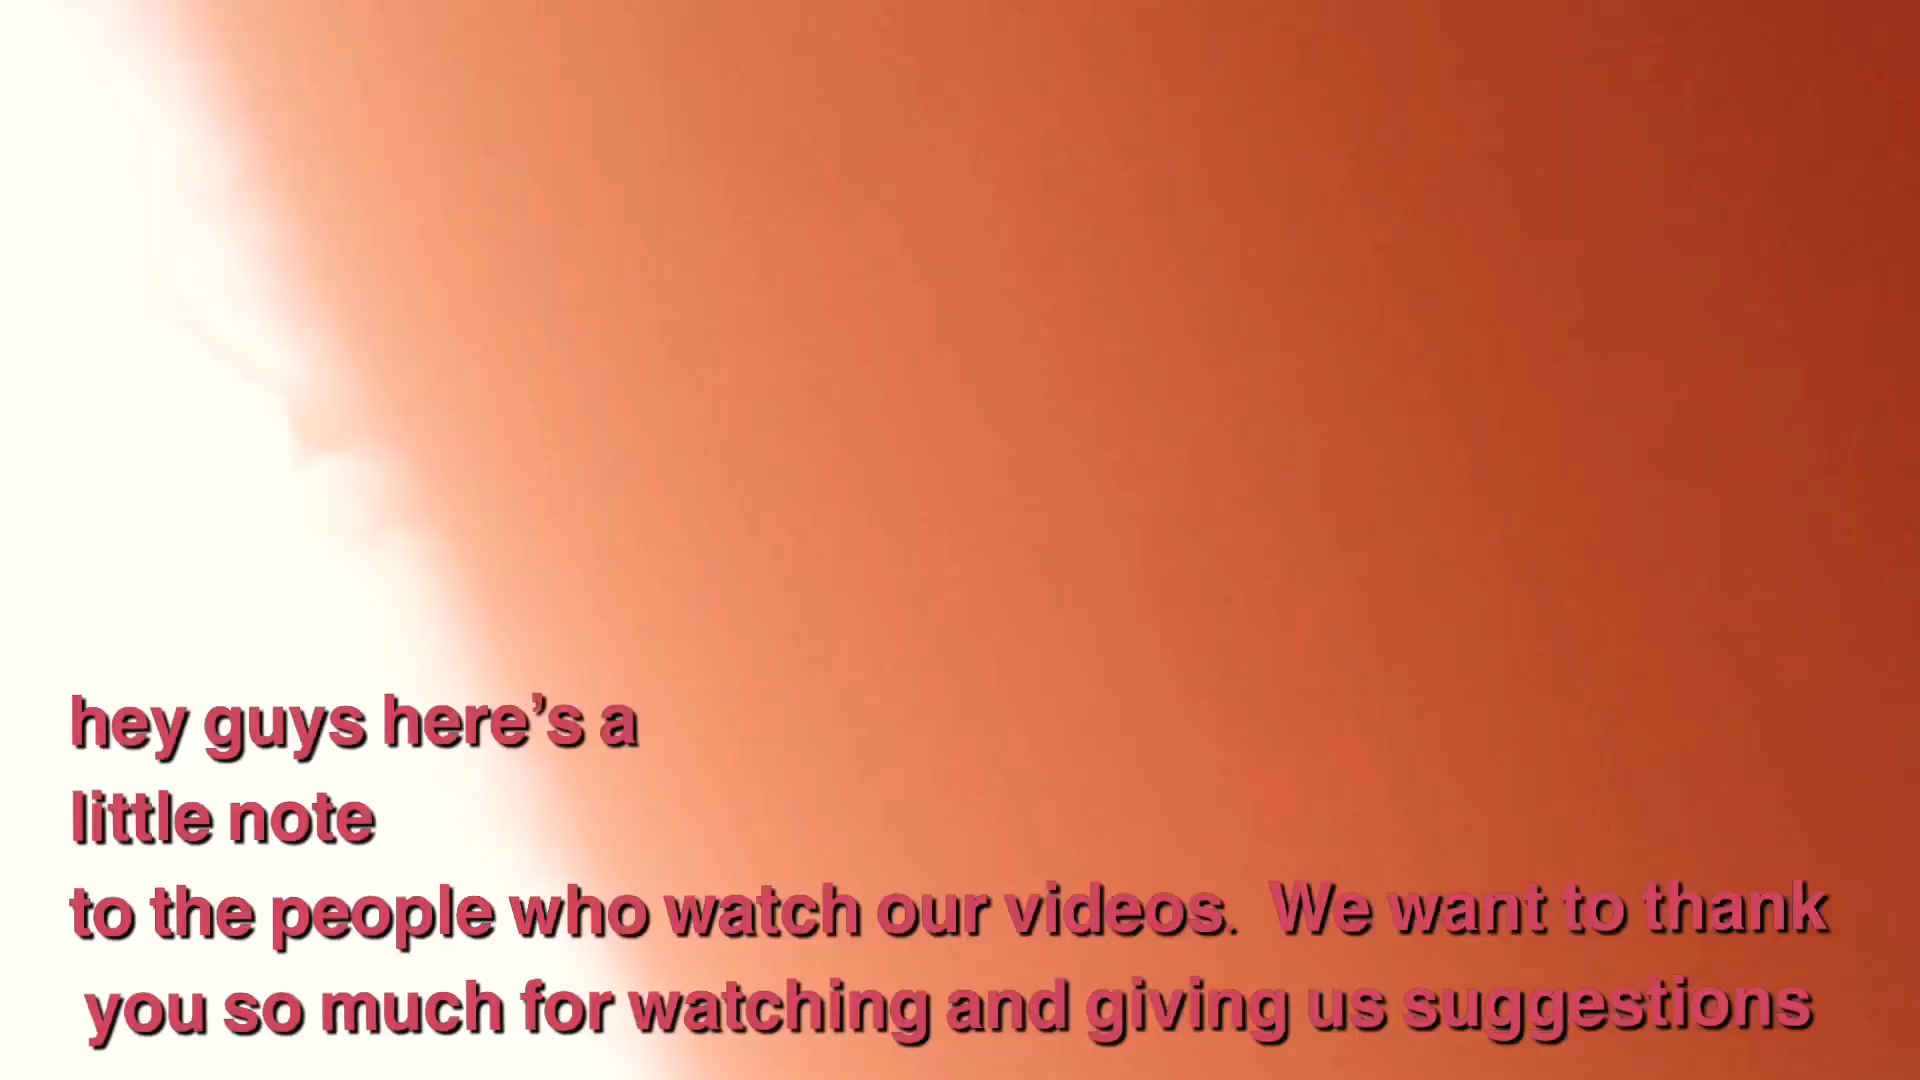 hey guys here’s a
little note
to the people who watch our videos. We want to thank
you so much for watching and giving us suggestions